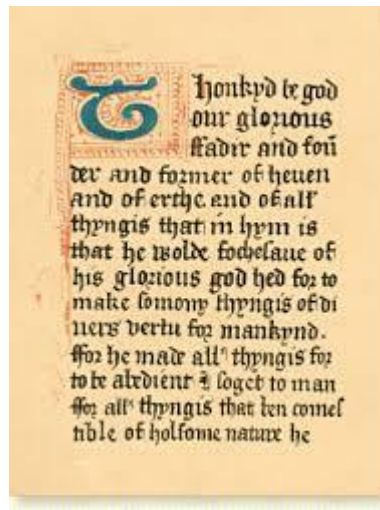 Thonkyd be god
our glorious
ffader and foū
der and former of heuen
and of erthe and of all'
thyngis that in hym is
that he wolde fochesaue of
his glorious god hed for to
make somony thyngis of di
uers vertu for mankynd.
ffor he made all' thyngis for
to be abedient & soget to man
ffor all' thyngis that ben comes
tible of holsome nature he